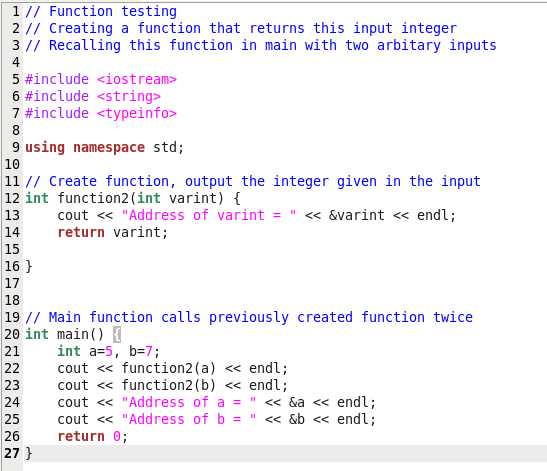 1 // Function testing
2 // Creating a function that returns this input integer
3 // Recalling this function in main with two arbitary inputs
4
5 #include <iostream>
6 #include <string>
7 #include <typeinfo>
8
9 using namespace std;
10
11 // Create function, output the integer given in the input
12 int function2(int varint) {
13     cout << "Address of varint = " << &varint << endl;
14     return varint;
15
16 }
17
18
19 // Main function calls previously created function twice
20 int main() {
21     int a=5, b=7;
22     cout << function2(a) << endl;
23     cout << function2(b) << endl;
24     cout << "Address of a = " << &a << endl;
25     cout << "Address of b = " << &b << endl;
26     return 0;
27 }